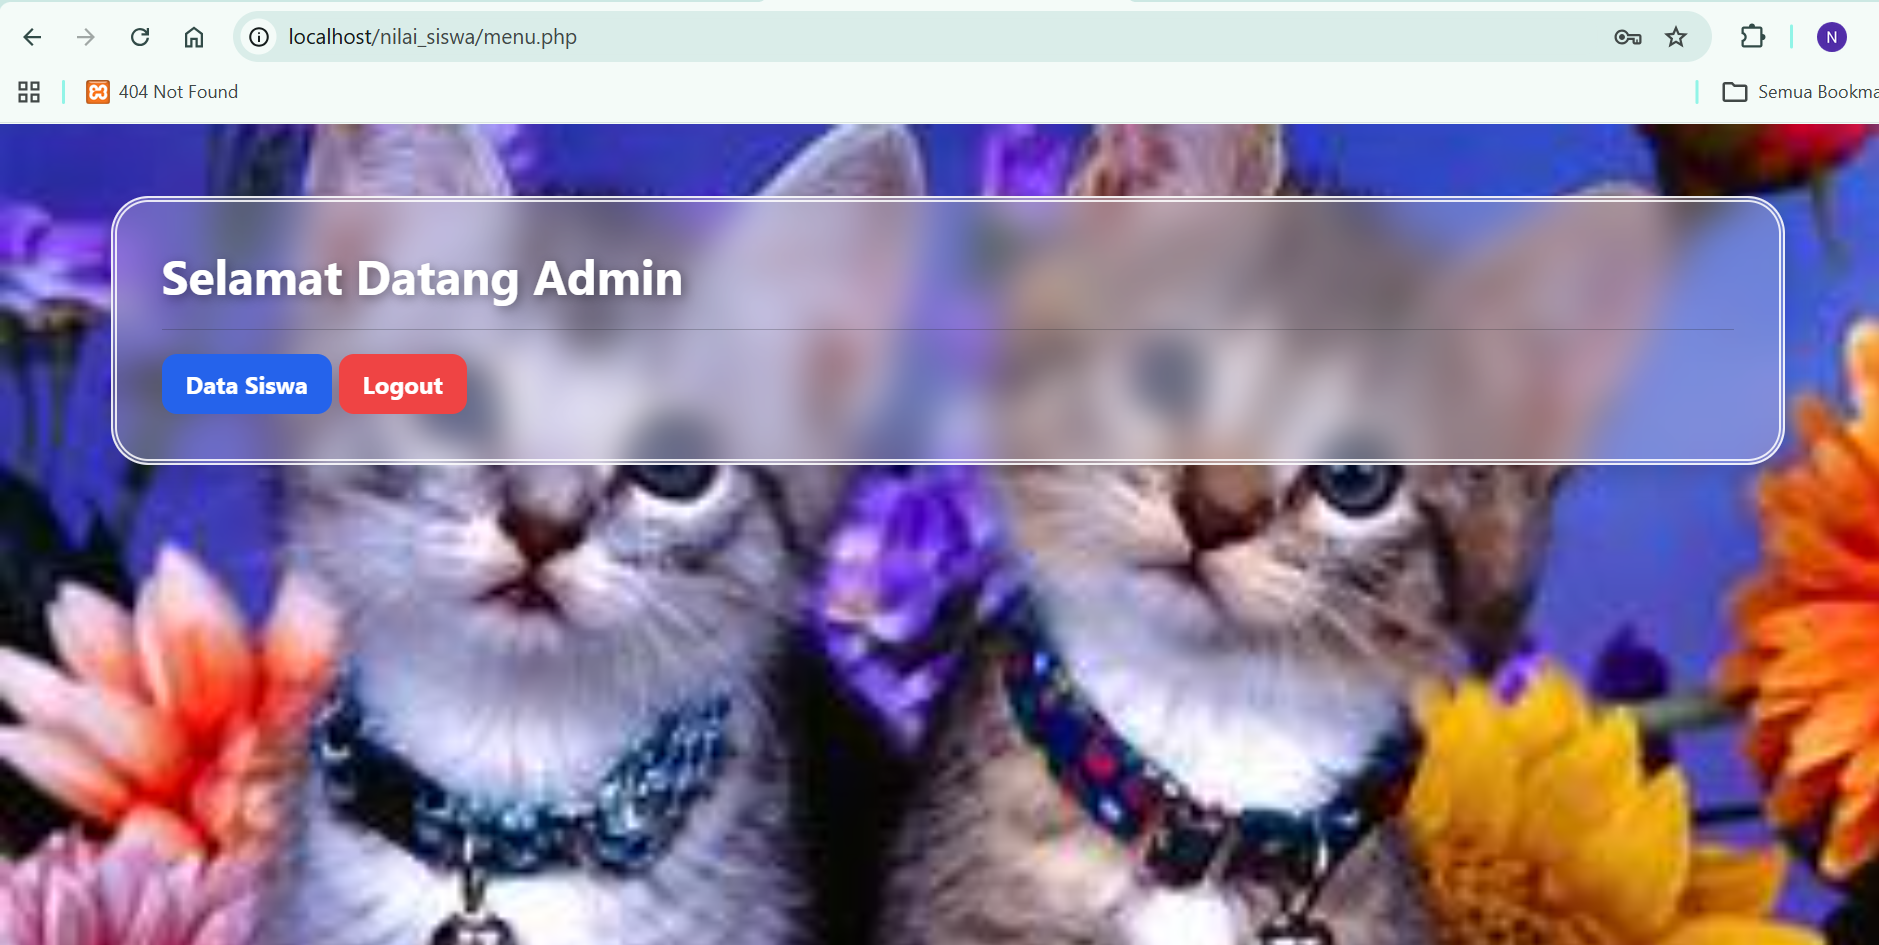 localhost/nilai_siswa/menu.php
N
404 Not Found
Semua Bookma
Selamat Datang Admin
Data Siswa
Logout